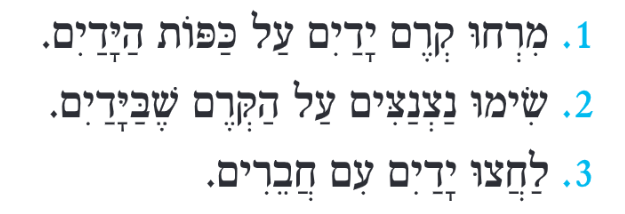 1. מִרְחוּ קְרֶם יָדַיִם עַל כַּפּוֹת הַיָּדַיִם.
2. שִׂימוּ נַצְנַצִּים עַל הַקְּרֶם שֶׁבַּיָּדַיִם.
3. לַחֲצוּ יָדַיִם עִם חֲבֵרִים.